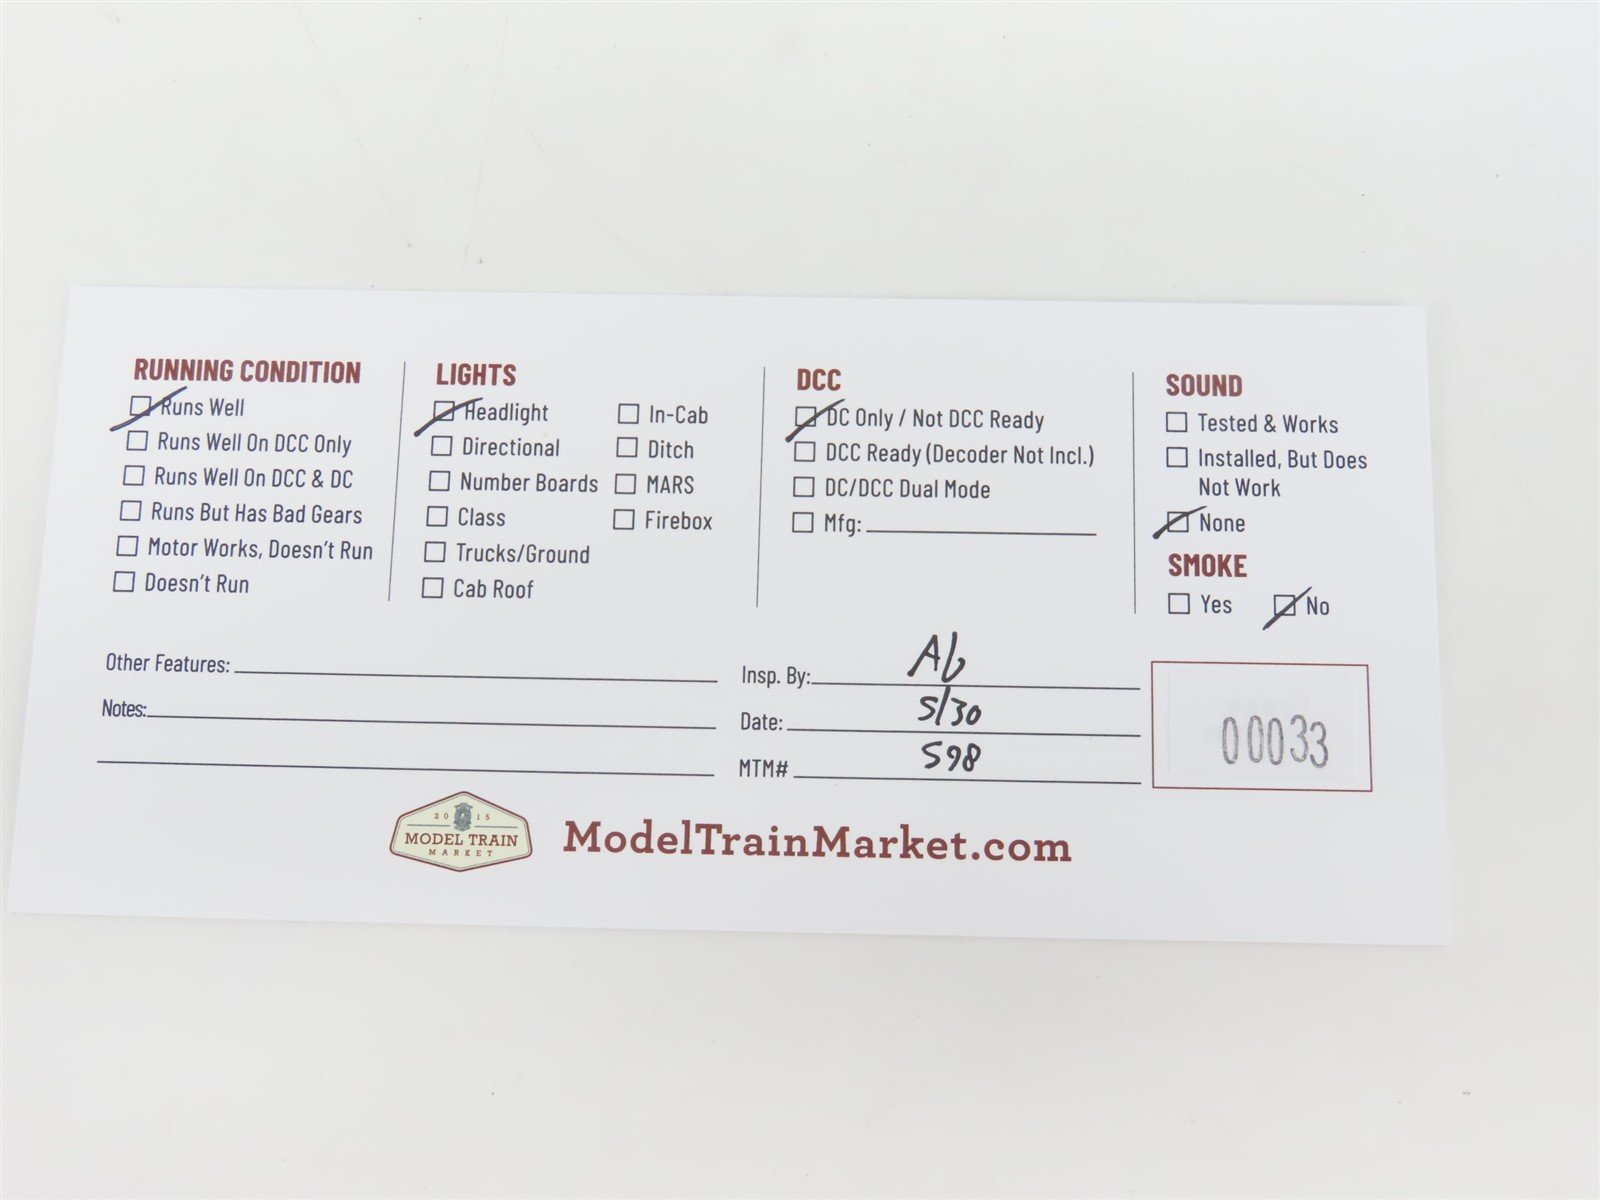 RUNNING CONDITION
Runs Well
Runs Well On DCC Only
Runs Well On DCC & DC
Runs But Has Bad Gears
Motor Works, Doesn't Run
Doesn't Run
LIGHTS
Headlight
Directional
Number Boards
Class
Trucks/Ground
Cab Roof
In-Cab
Ditch
MARS
Firebox
DCC
DC Only / Not DCC Ready
DCC Ready (Decoder Not Incl.)
DC/DCC Dual Mode
Mfg:
SOUND
Tested & Works
Installed, But Does
Not Work
None
SMOKE
Yes No
Other Features:
Notes:
Insp. By:
Date: 5/30
MTM# 598
00033
2015
MODEL TRAIN
MARKET
ModelTrainMarket.com